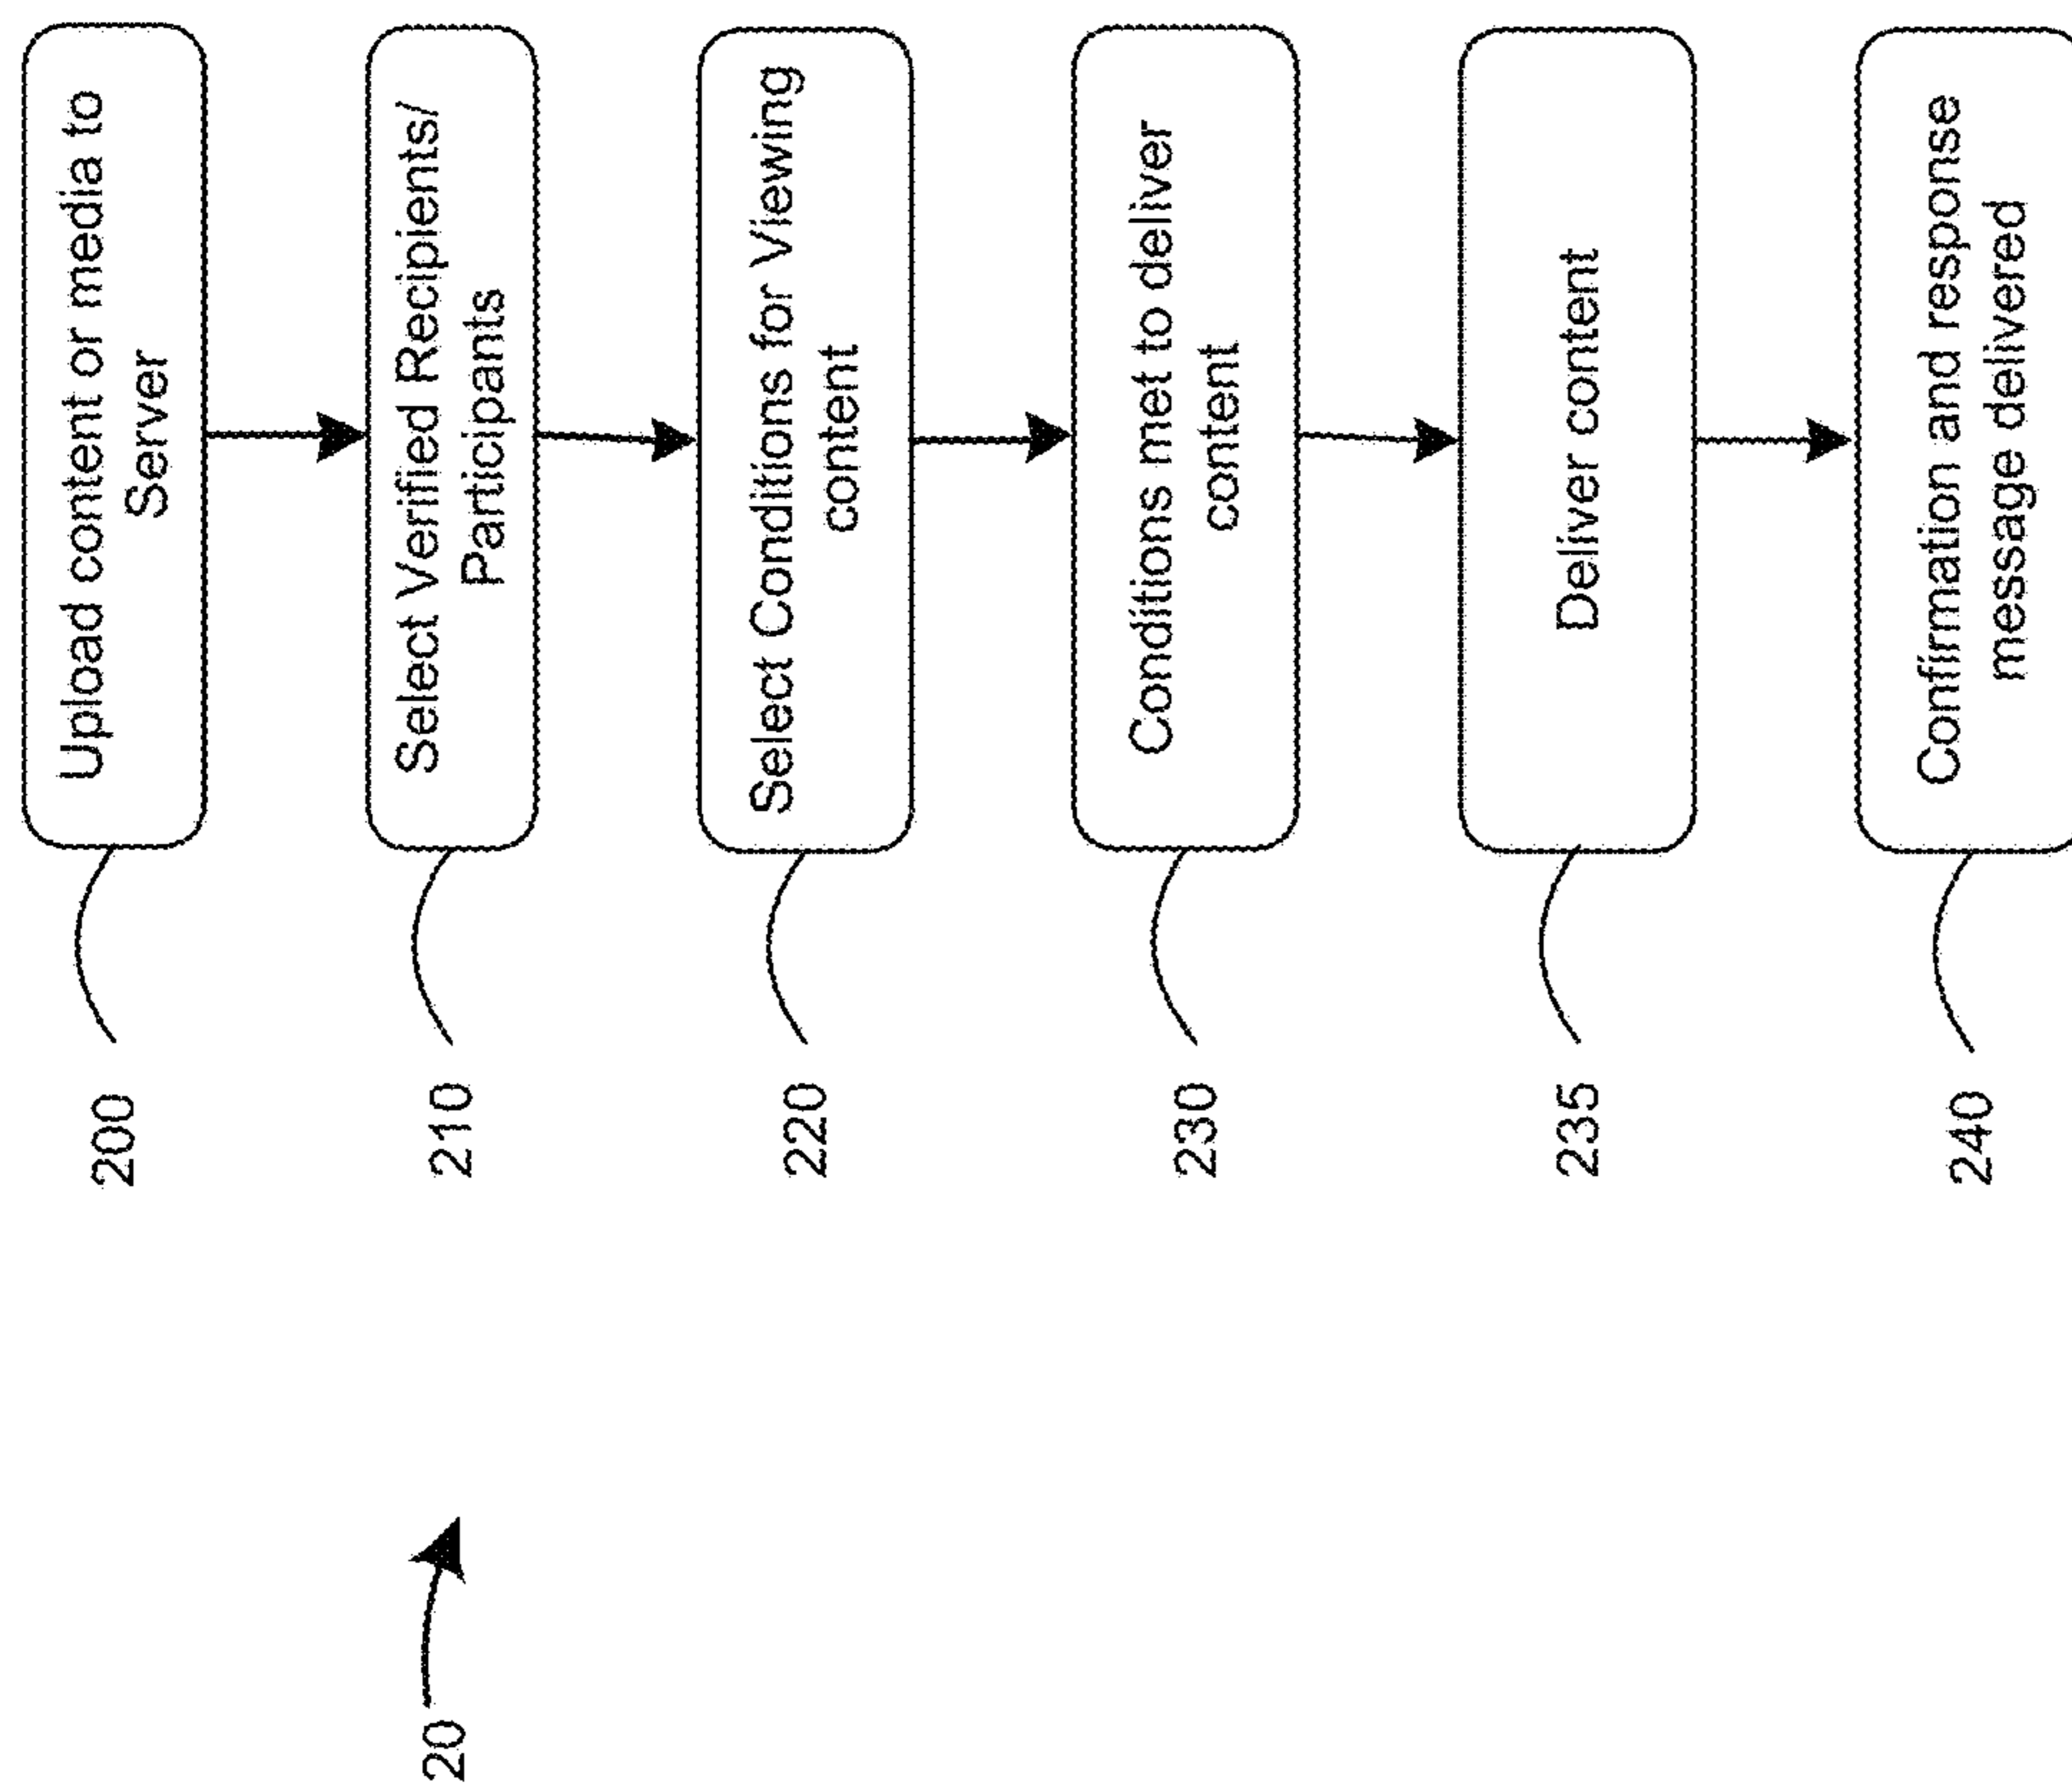 20
200
Upload content or media to
Server
210
Select Verified Recipients/
Participants
220
Select Conditions for Viewing
content
230
Conditions met to deliver
content
235
Deliver content
240
Confirmation and response
message delivered